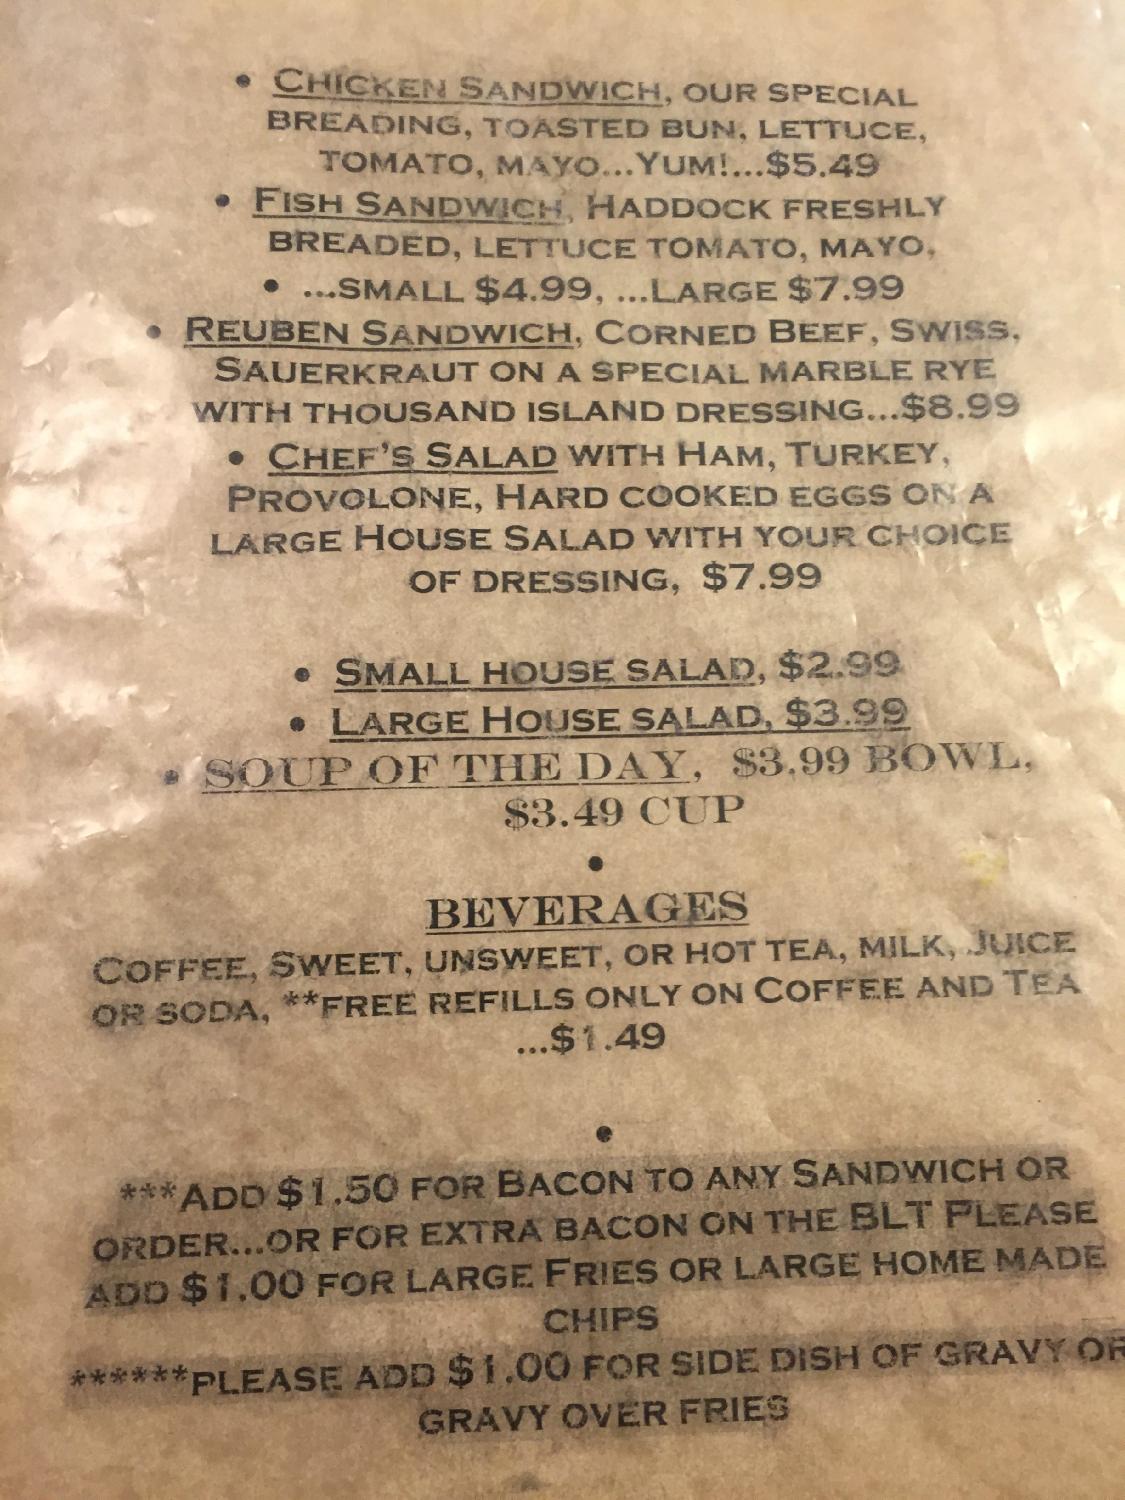 • CHICKEN SANDWICH, OUR SPECIAL
BREADING, TOASTED BUN, LETTUCE,
TOMATO, MAYO...YUM!...$5.49
• FISH SANDWICH, HADDOCK FRESHLY
BREADED, LETTUCE TOMATO, MAYO,
• ...SMALL $4.99, ...LARGE $7.99
• REUBEN SANDWICH, CORNED BEEF, SWISS,
SAUERKRAUT ON A SPECIAL MARBLE RYE
WITH THOUSAND ISLAND DRESSING...$8.99
• CHEF'S SALAD WITH HAM, TURKEY,
PROVOLONE, HARD COOKED EGGS ON A
LARGE HOUSE SALAD WITH YOUR CHOICE
OF DRESSING, $7.99
• SMALL HOUSE SALAD, $2.99
• LARGE HOUSE SALAD, $3.99
• SOUP OF THE DAY, $3.99 BOWL,
$3.49 CUP
•
BEVERAGES
COFFEE, SWEET, UNSWEET, OR HOT TEA, MILK, JUICE
OR SODA, **FREE REFILLS ONLY ON COFFEE AND TEA
...$1.49
•
***ADD $1.50 FOR BACON TO ANY SANDWICH OR
ORDER...OR FOR EXTRA BACON ON THE BLT PLEASE
ADD $1.00 FOR LARGE FRIES OR LARGE HOME MADE
CHIPS
******PLEASE ADD $1.00 FOR SIDE DISH OF GRAVY OR
GRAVY OVER FRIES